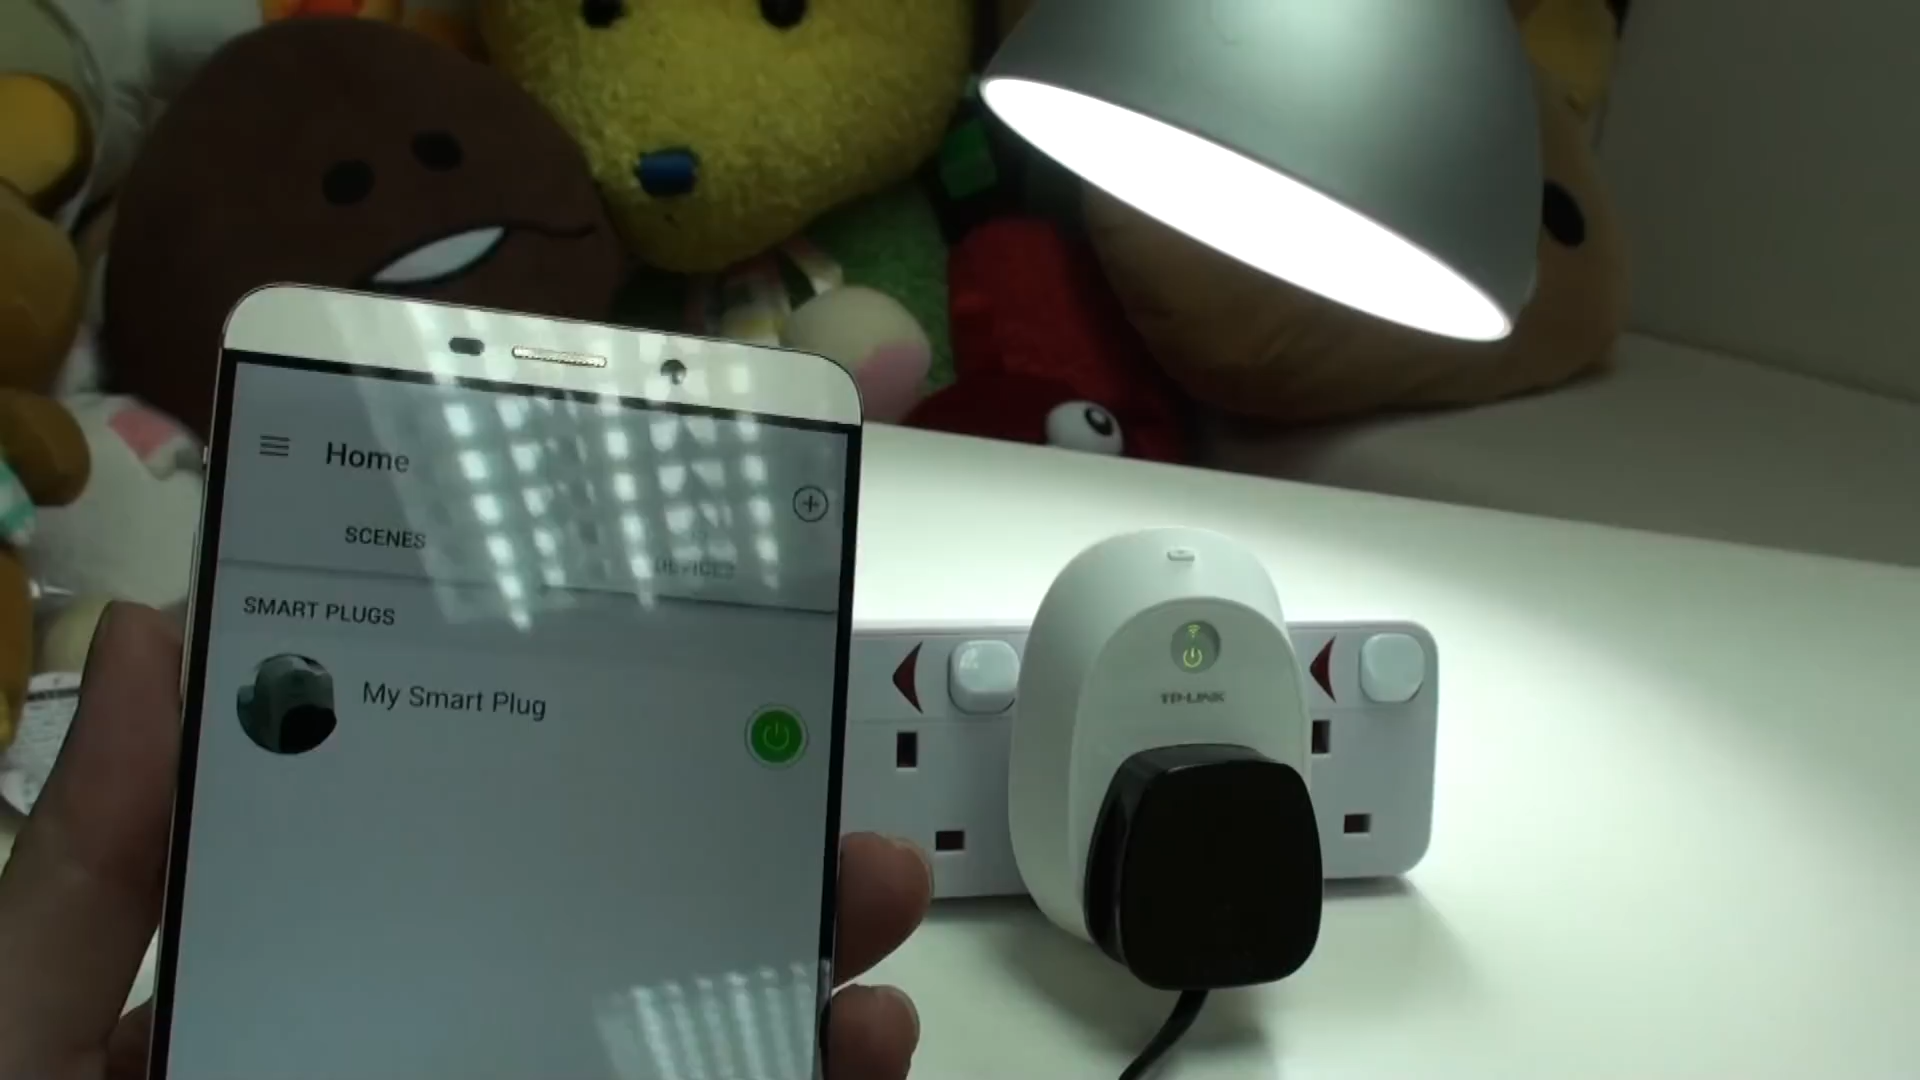 Home
SCENES
DEVICES
SMART PLUGS
My Smart Plug
TP-LINK